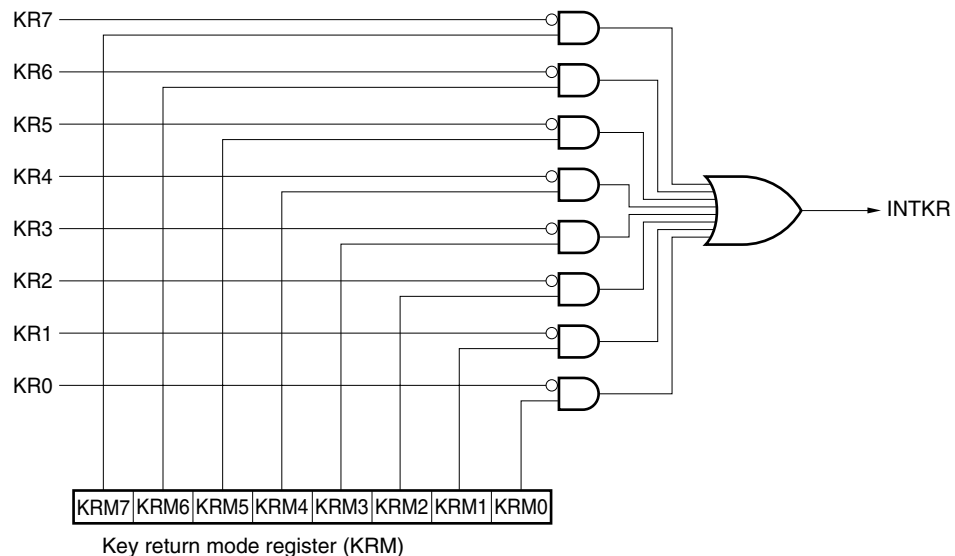 KR7
KR6
KR5
KR4
KR3
KR2
KR1
KR0
INTKR
KRM7 KRM6 KRM5 KRM4 KRM3 KRM2 KRM1 KRM0
Key return mode register (KRM)